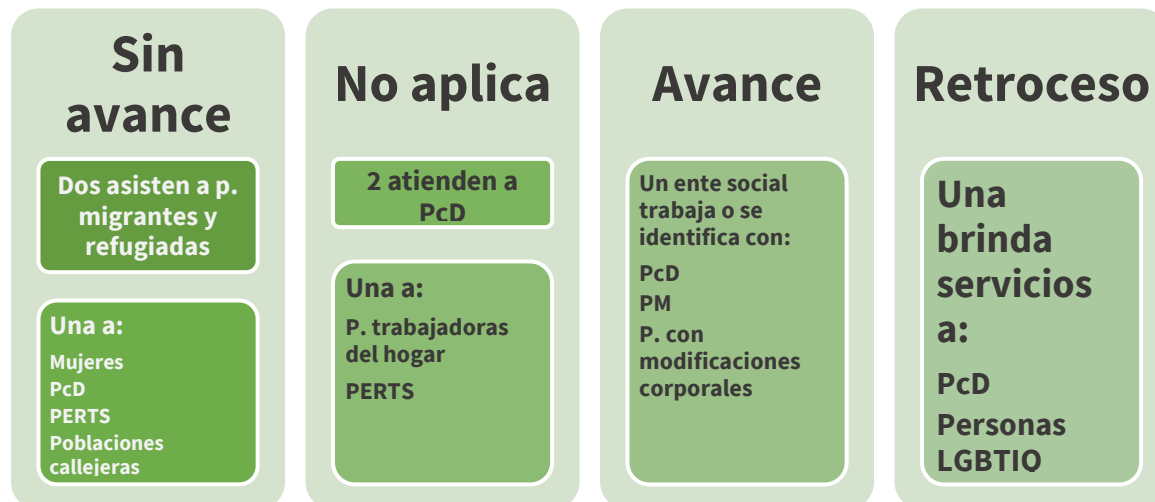 Sin
avance
Dos asisten a p.
migrantes y
refugiadas
Una a:
Mujeres
PcD
PERTS
Poblaciones
callejeras
No aplica
2 atienden a
PcD
Una a:
P. trabajadoras
del hogar
PERTS
Avance
Un ente social
trabaja o se
identifica con:
PcD
PM
P. con
modificaciones
corporales
Retroceso
Una
brinda
servicios
a:
PcD
Personas
LGBTIO